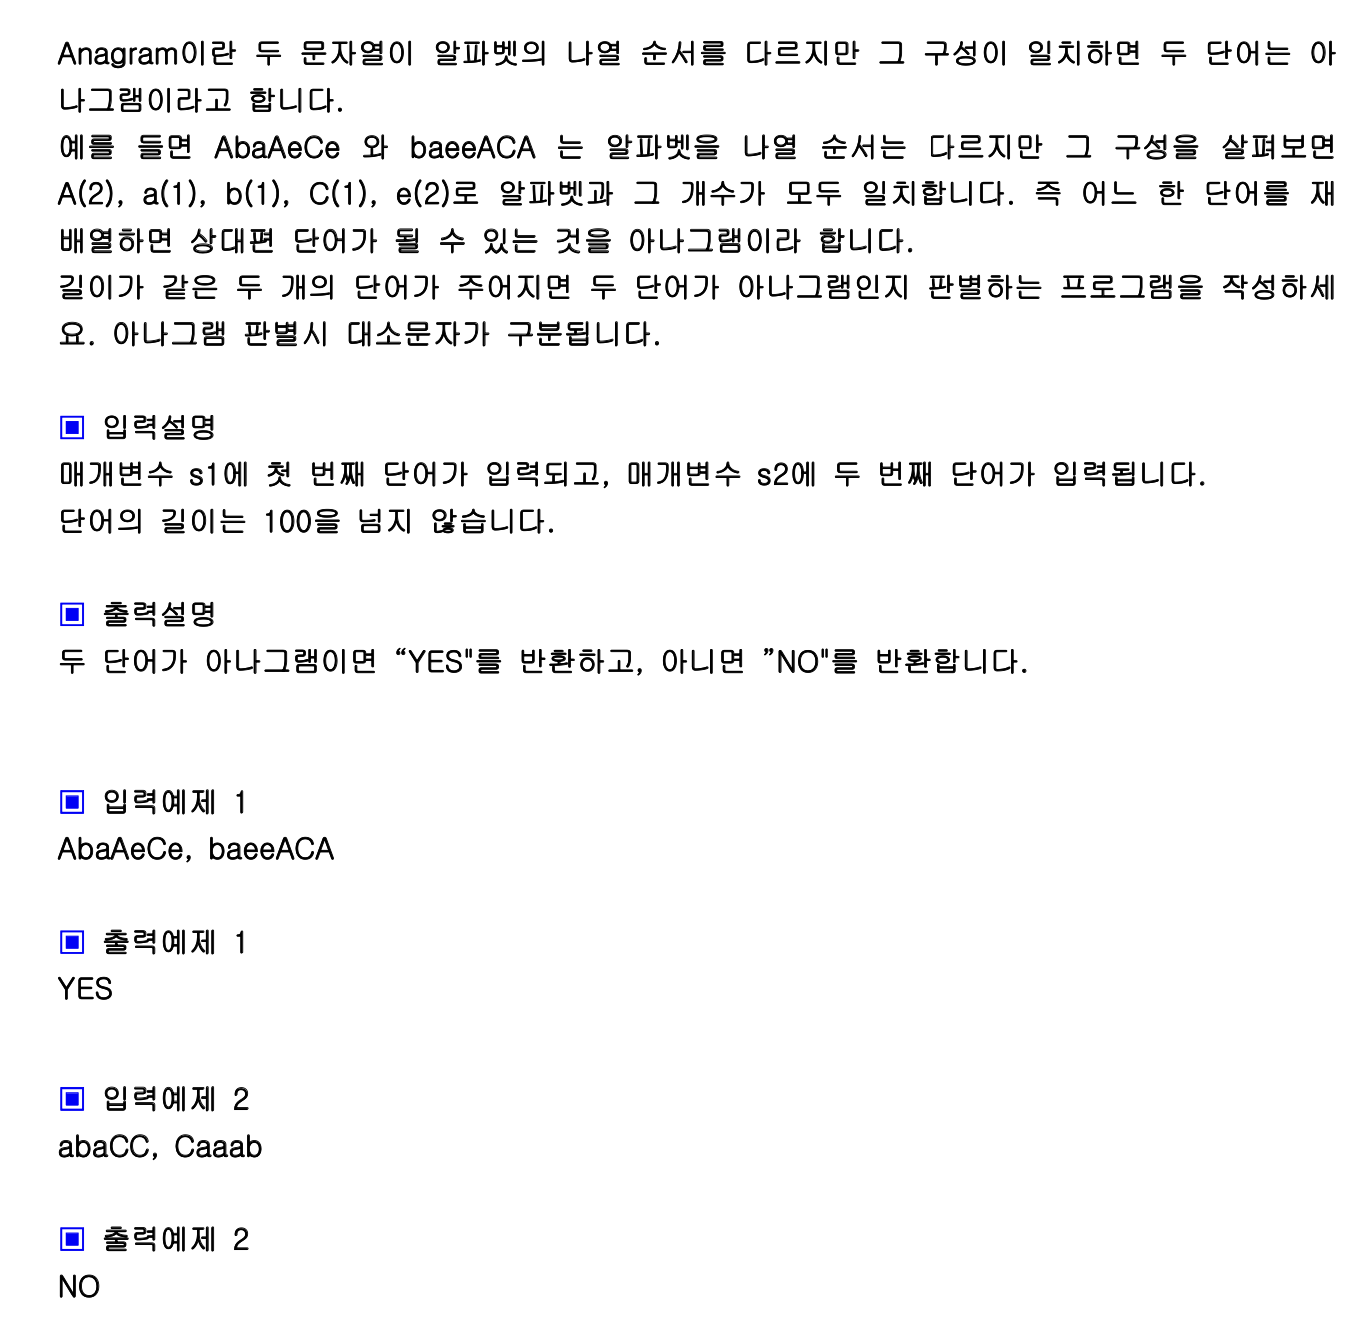 Anagram이란 두 문자열이 알파벳의 나열 순서를 다르지만 그 구성이 일치하면 두 단어는 아
나그램이라고 합니다.
예를 들면 AbaAeCe 와 baeeACA 는 알파벳을 나열 순서는 다르지만 그 구성을 살펴보면
A(2), a(1), b(1), C(1), e(2)로 알파벳과 그 개수가 모두 일치합니다. 즉 어느 한 단어를 재
배열하면 상대편 단어가 될 수 있는 것을 아나그램이라 합니다.
길이가 같은 두 개의 단어가 주어지면 두 단어가 아나그램인지 판별하는 프로그램을 작성하세
요. 아나그램 판별시 대소문자가 구분됩니다.
▣ 입력설명
매개변수 s1에 첫 번째 단어가 입력되고, 매개변수 s2에 두 번째 단어가 입력됩니다.
단어의 길이는 100을 넘지 않습니다.
▣ 출력설명
두 단어가 아나그램이면 “YES"를 반환하고, 아니면 ”NO"를 반환합니다.
▣ 입력예제 1
AbaAeCe, baeeACA
▣ 출력예제 1
YES
▣ 입력예제 2
abaCC, Caaab
▣ 출력예제 2
NO